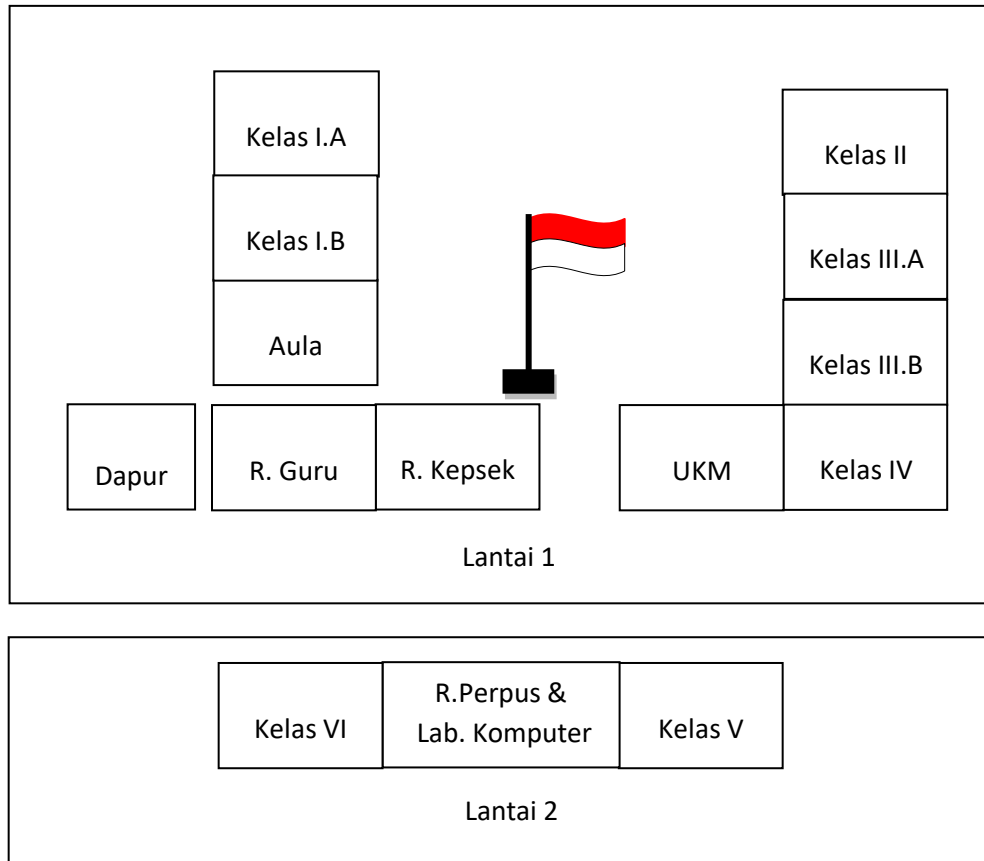 Kelas I.A
Kelas II
Kelas I.B
Kelas III.A
Aula
Kelas III.B
Dapur
R. Guru
R. Kepsek
UKM
Kelas IV
Lantai 1
Kelas VI
R.Perpus &
Lab. Komputer
Kelas V
Lantai 2